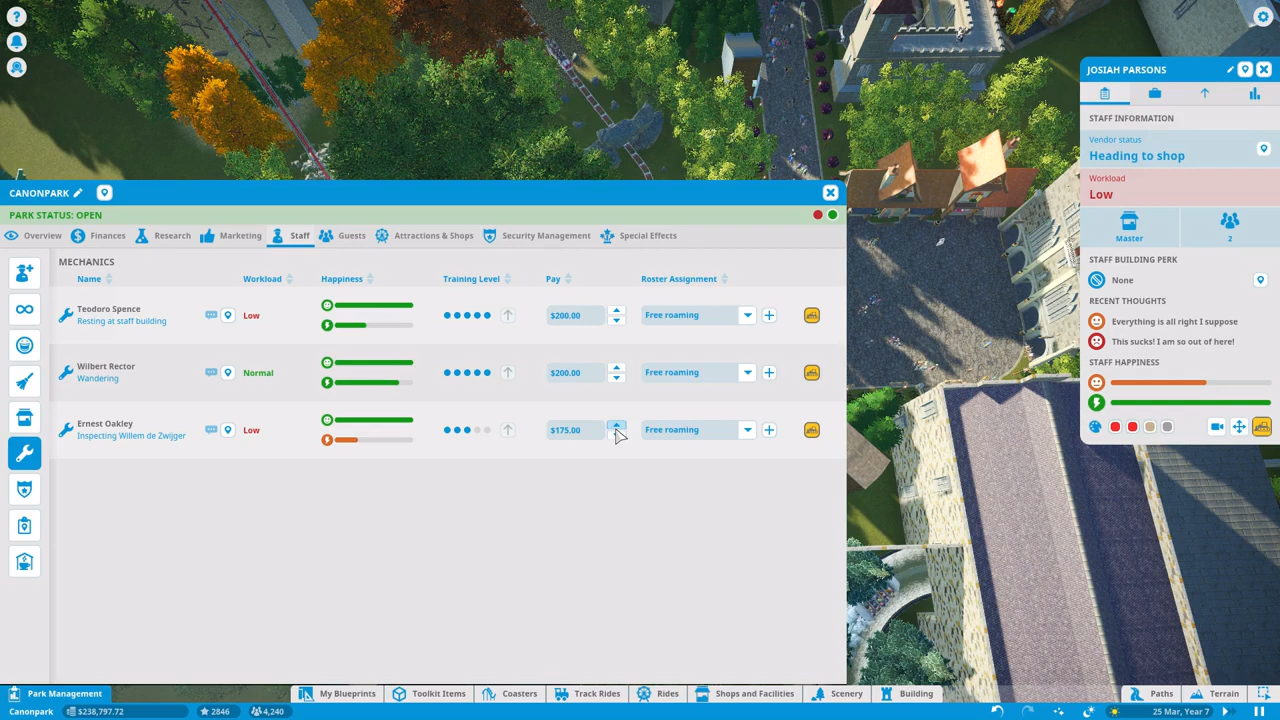 JOSIAH PARSONS
STAFF INFORMATION
Vendor status
Heading to shop
Workload
Low
Master
2
STAFF BUILDING PERK
None
RECENT THOUGHTS
Everything is all right I suppose
This sucks! I am so out of here!
STAFF HAPPINESS
CANONPARK
PARK STATUS: OPEN
Overview Finances Research Marketing Staff Guests Attractions & Shops Security Management Special Effects
MECHANICS
Name Workload Happiness Training Level Pay Roster Assignment
Teodoro Spence
Resting at staff building
Low
$200.00
Free roaming
Wilbert Rector
Wandering
Normal
$200.00
Free roaming
Ernest Oakley
Inspecting Willem de Zwijger
Low
$175.00
Free roaming
Park Management My Blueprints Toolkit Items Coasters Track Rides Rides Shops and Facilities Scenery Building Paths Terrain
Canonpark $238,797.72 2846 4,240 25 Mar, Year 7